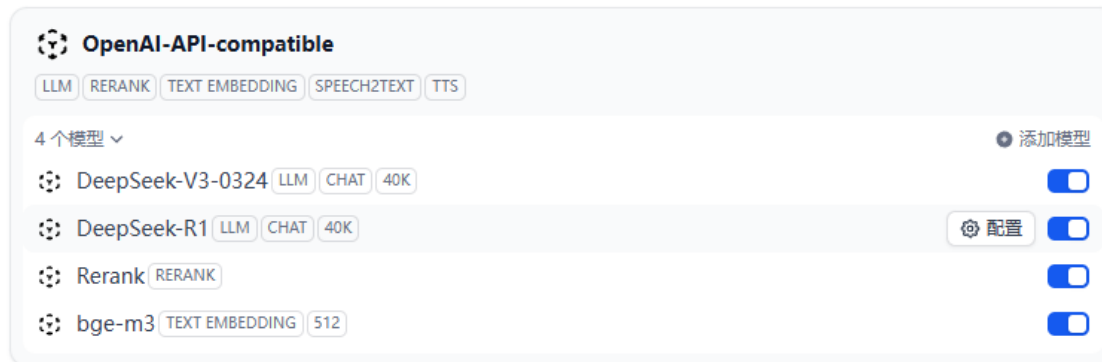 OpenAI-API-compatible
LLM RERANK TEXT EMBEDDING SPEECH2TEXT TTS
4 个模型 添加模型
DeepSeek-V3-0324 LLM CHAT 40K
DeepSeek-R1 LLM CHAT 40K 配置
Rerank RERANK
bge-m3 TEXT EMBEDDING 512